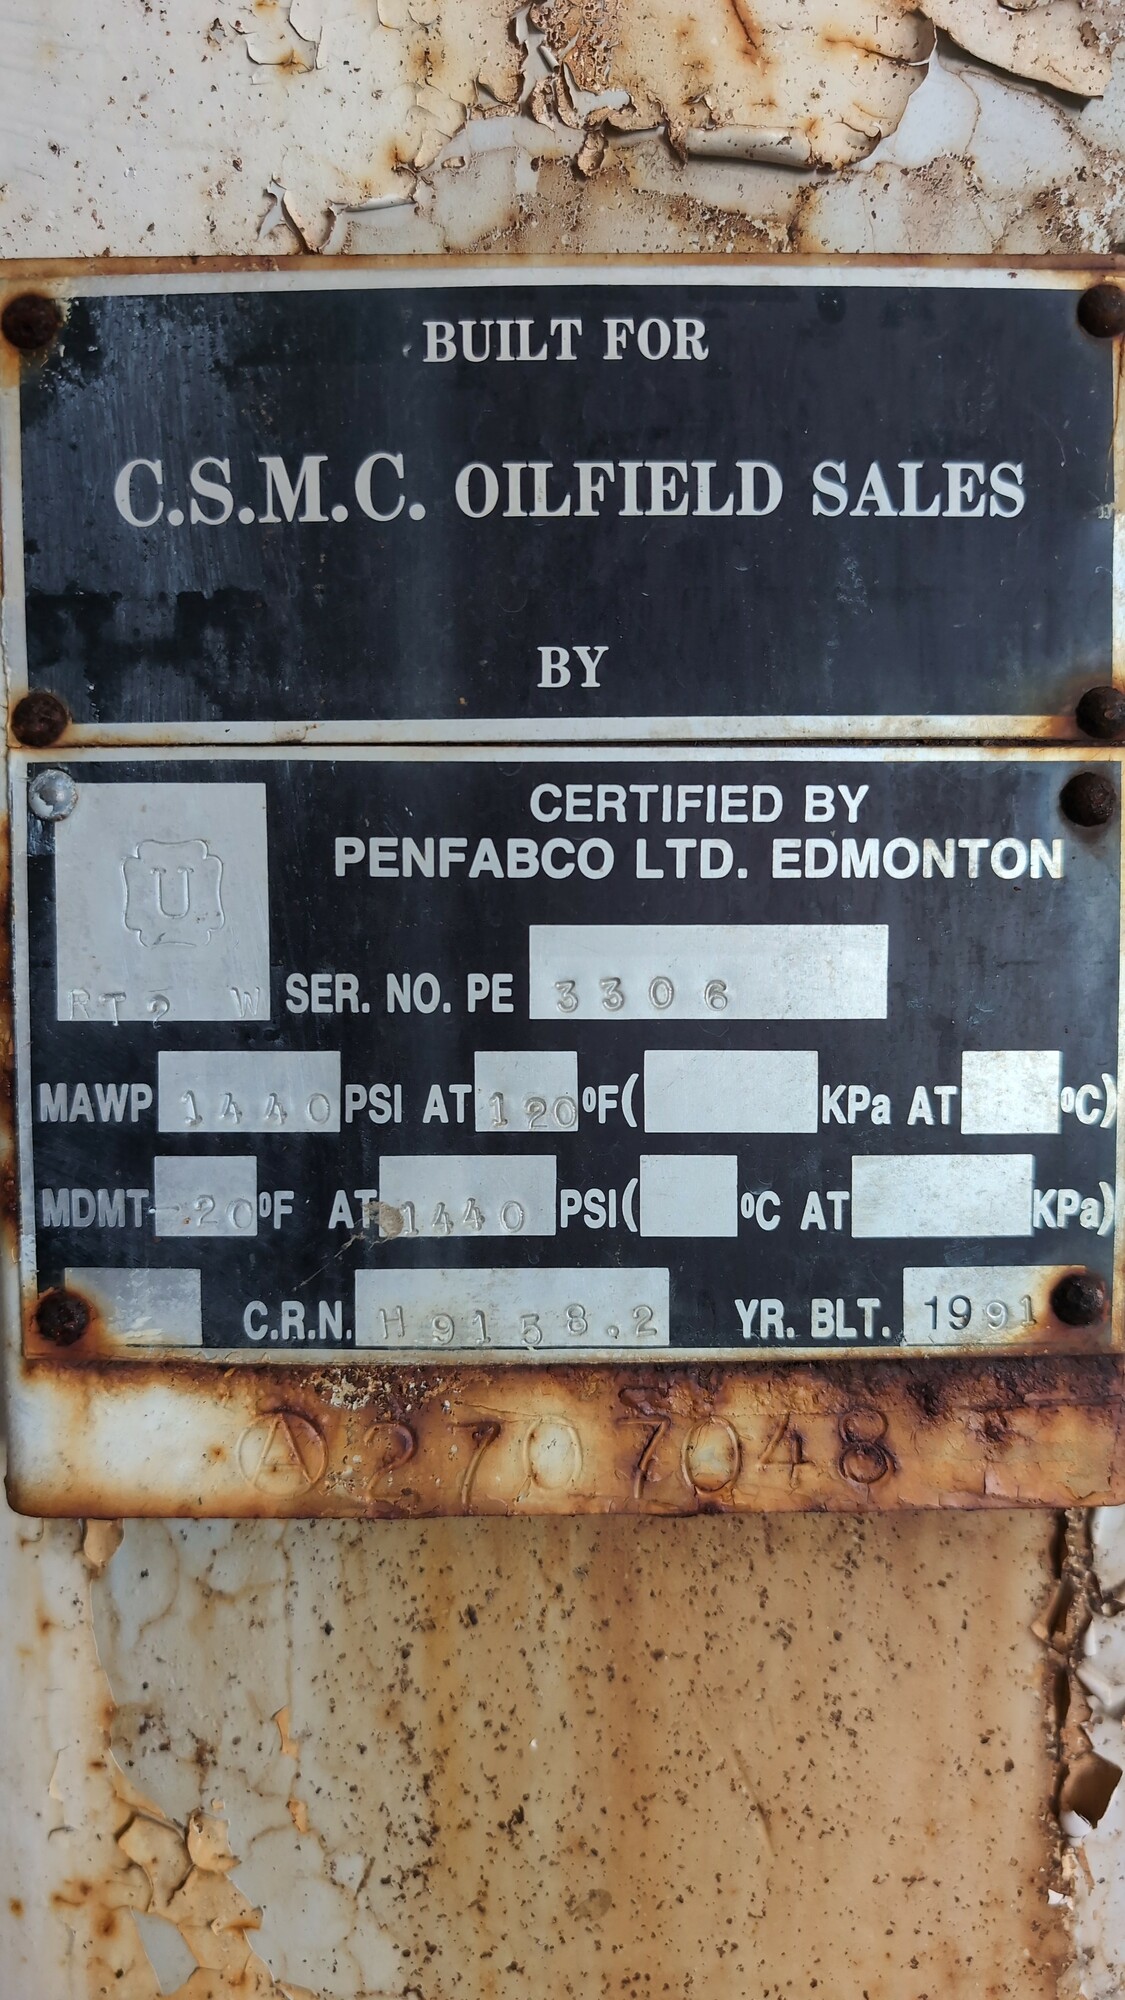 BUILT FOR
C.S.M.C. OILFIELD SALES
BY
CERTIFIED BY
PENFABCO LTD. EDMONTON
U
RT2 W
SER. NO. PE 3306
MAWP 1440 PSI AT 120 ºF( KPa AT ºC)
MDMT -20 ºF AT 1440 PSI( ºC AT KPa)
C.R.N. H9158.2 YR. BLT. 1991
A 270 7048